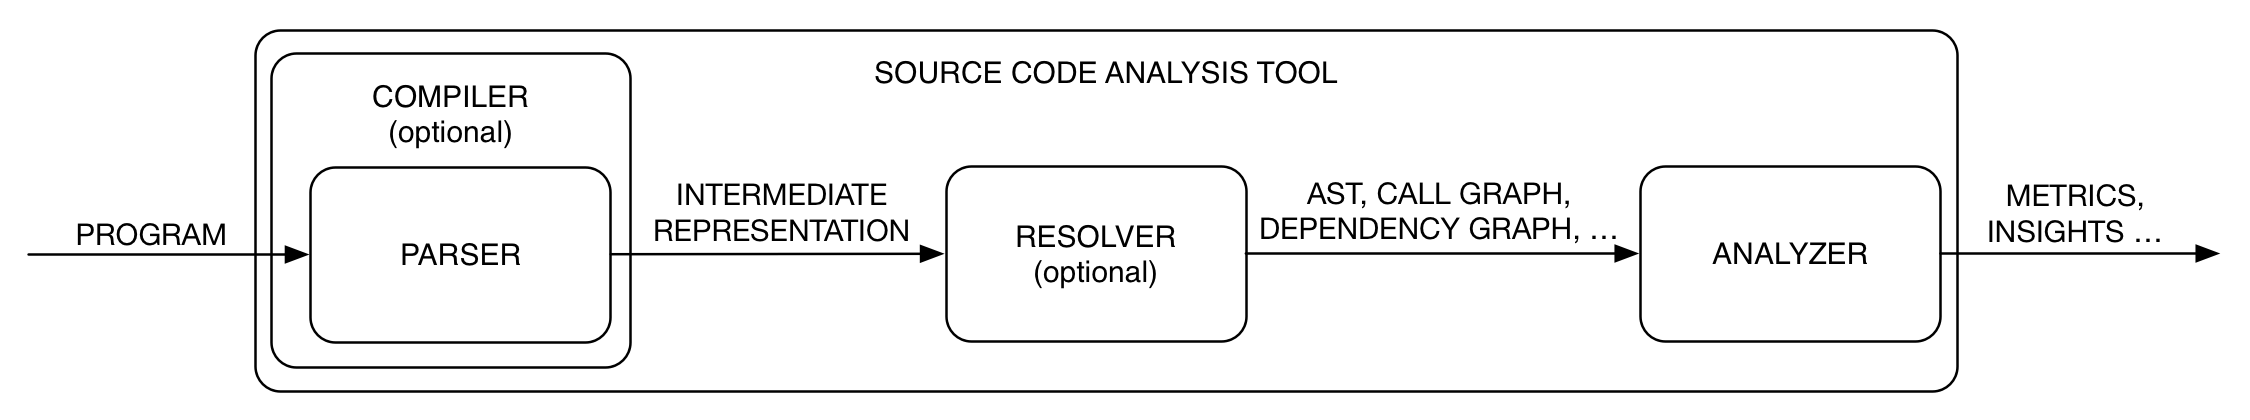 SOURCE CODE ANALYSIS TOOL
COMPILER
(optional)
PROGRAM
PARSER
INTERMEDIATE
REPRESENTATION
RESOLVER
(optional)
AST, CALL GRAPH,
DEPENDENCY GRAPH, …
ANALYZER
METRICS,
INSIGHTS …